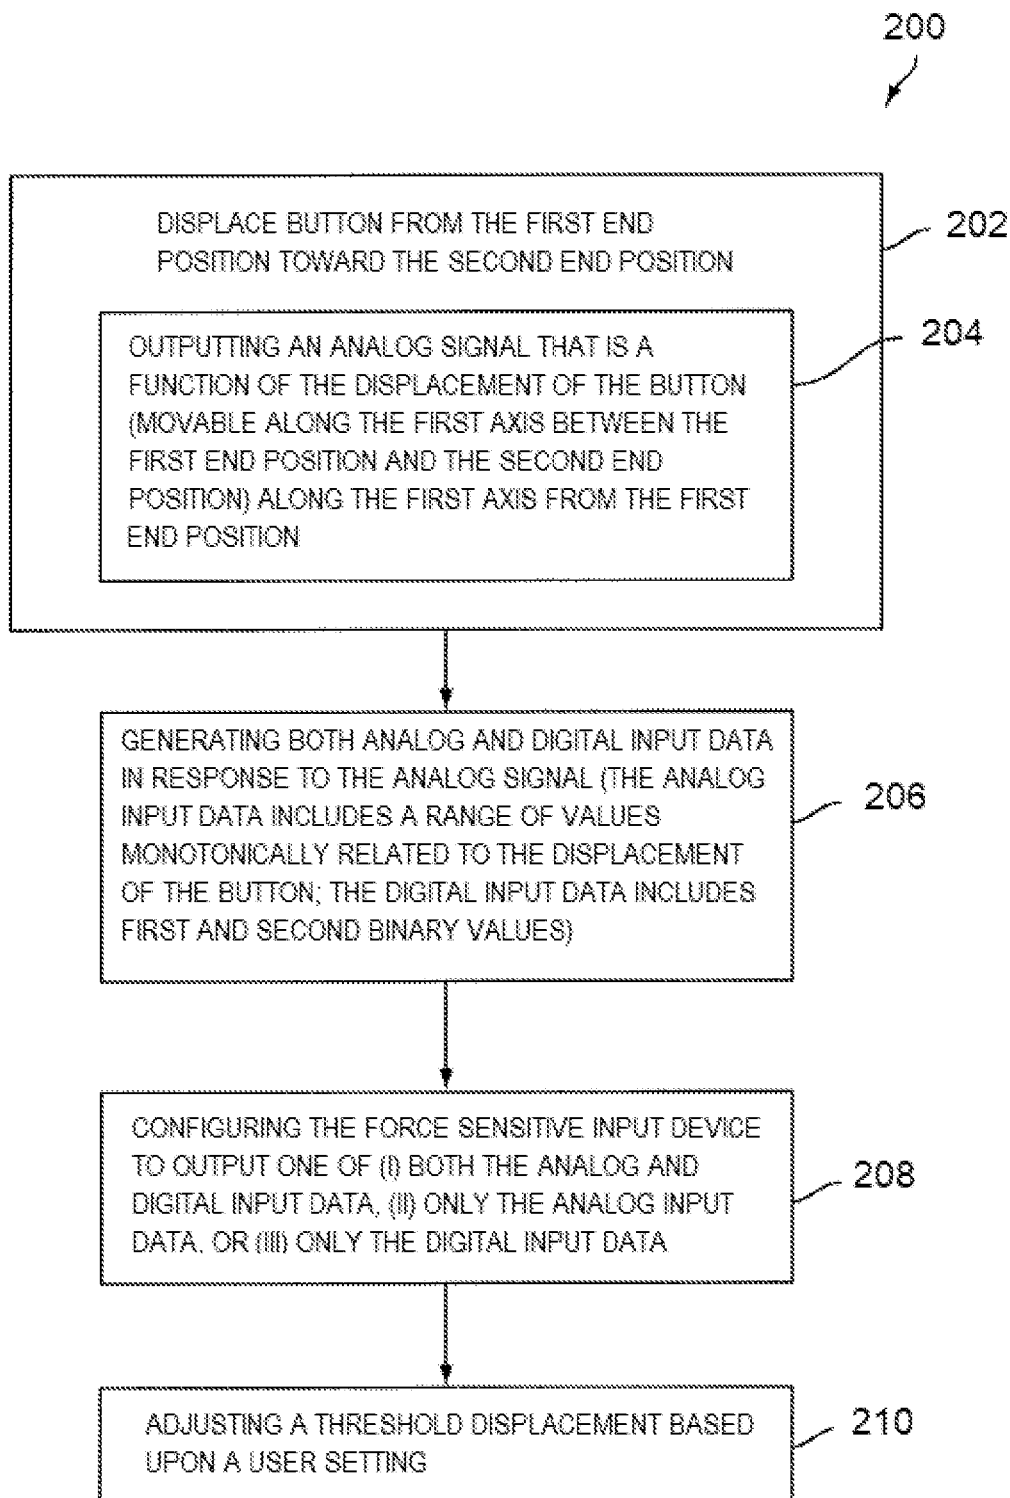 200
DISPLACE BUTTON FROM THE FIRST END
POSITION TOWARD THE SECOND END POSITION
202
OUTPUTTING AN ANALOG SIGNAL THAT IS A
FUNCTION OF THE DISPLACEMENT OF THE BUTTON
(MOVABLE ALONG THE FIRST AXIS BETWEEN THE
FIRST END POSITION AND THE SECOND END
POSITION) ALONG THE FIRST AXIS FROM THE FIRST
END POSITION
204
GENERATING BOTH ANALOG AND DIGITAL INPUT DATA
IN RESPONSE TO THE ANALOG SIGNAL (THE ANALOG
INPUT DATA INCLUDES A RANGE OF VALUES
MONOTONICALLY RELATED TO THE DISPLACEMENT
OF THE BUTTON; THE DIGITAL INPUT DATA INCLUDES
FIRST AND SECOND BINARY VALUES)
206
CONFIGURING THE FORCE SENSITIVE INPUT DEVICE
TO OUTPUT ONE OF (I) BOTH THE ANALOG AND
DIGITAL INPUT DATA, (II) ONLY THE ANALOG INPUT
DATA, OR (III) ONLY THE DIGITAL INPUT DATA
208
ADJUSTING A THRESHOLD DISPLACEMENT BASED
UPON A USER SETTING
210